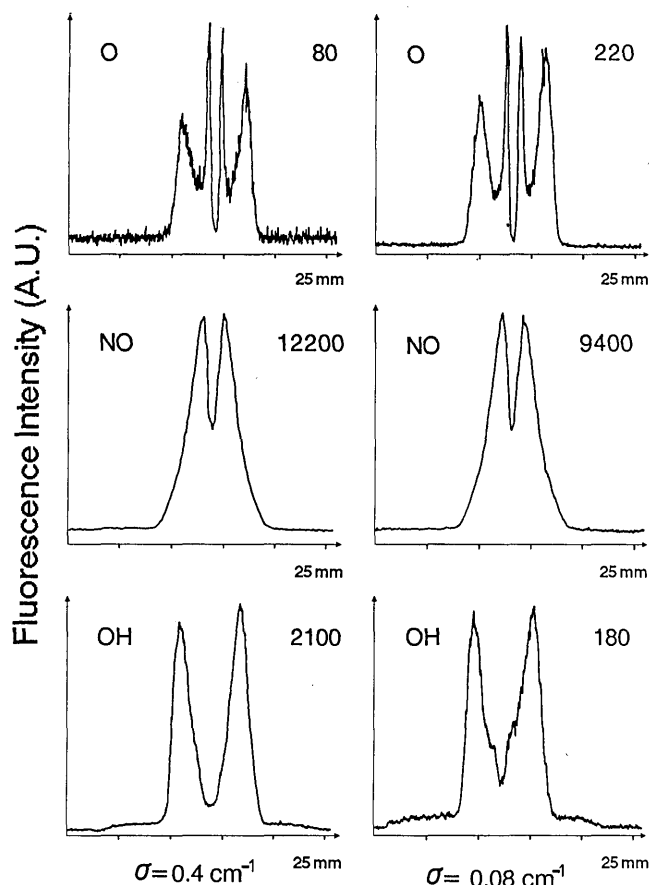 Fluorescence Intensity (A.U.)
O 80
25 mm
O 220
25 mm
NO 12200
25 mm
NO 9400
25 mm
OH 2100
25 mm
OH 180
25 mm
σ= 0.4 cm⁻¹
σ= 0.08 cm⁻¹